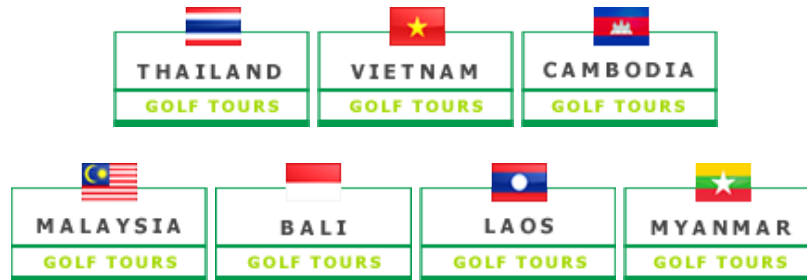 THAILAND
GOLF TOURS
VIETNAM
GOLF TOURS
CAMBODIA
GOLF TOURS
MALAYSIA
GOLF TOURS
BALI
GOLF TOURS
LAOS
GOLF TOURS
MYANMAR
GOLF TOURS